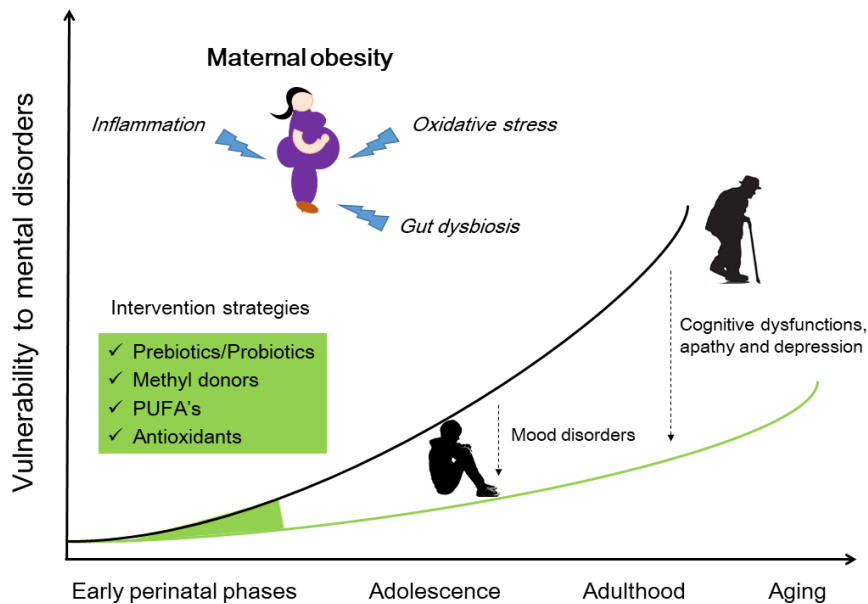 Vulnerability to mental disorders
Maternal obesity
Inflammation
Oxidative stress
Gut dysbiosis
Intervention strategies
✓ Prebiotics/Probiotics
✓ Methyl donors
✓ PUFA's
✓ Antioxidants
Cognitive dysfunctions,
apathy and depression
Mood disorders
Early perinatal phases
Adolescence
Adulthood
Aging